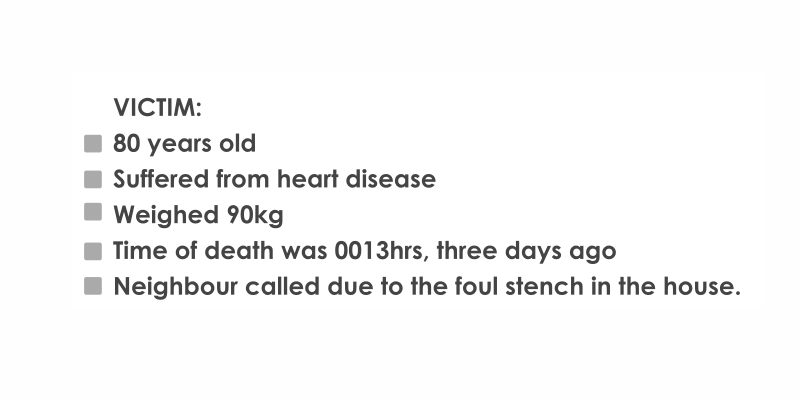 VICTIM:
80 years old
Suffered from heart disease
Weighed 90kg
Time of death was 0013hrs, three days ago
Neighbour called due to the foul stench in the house.